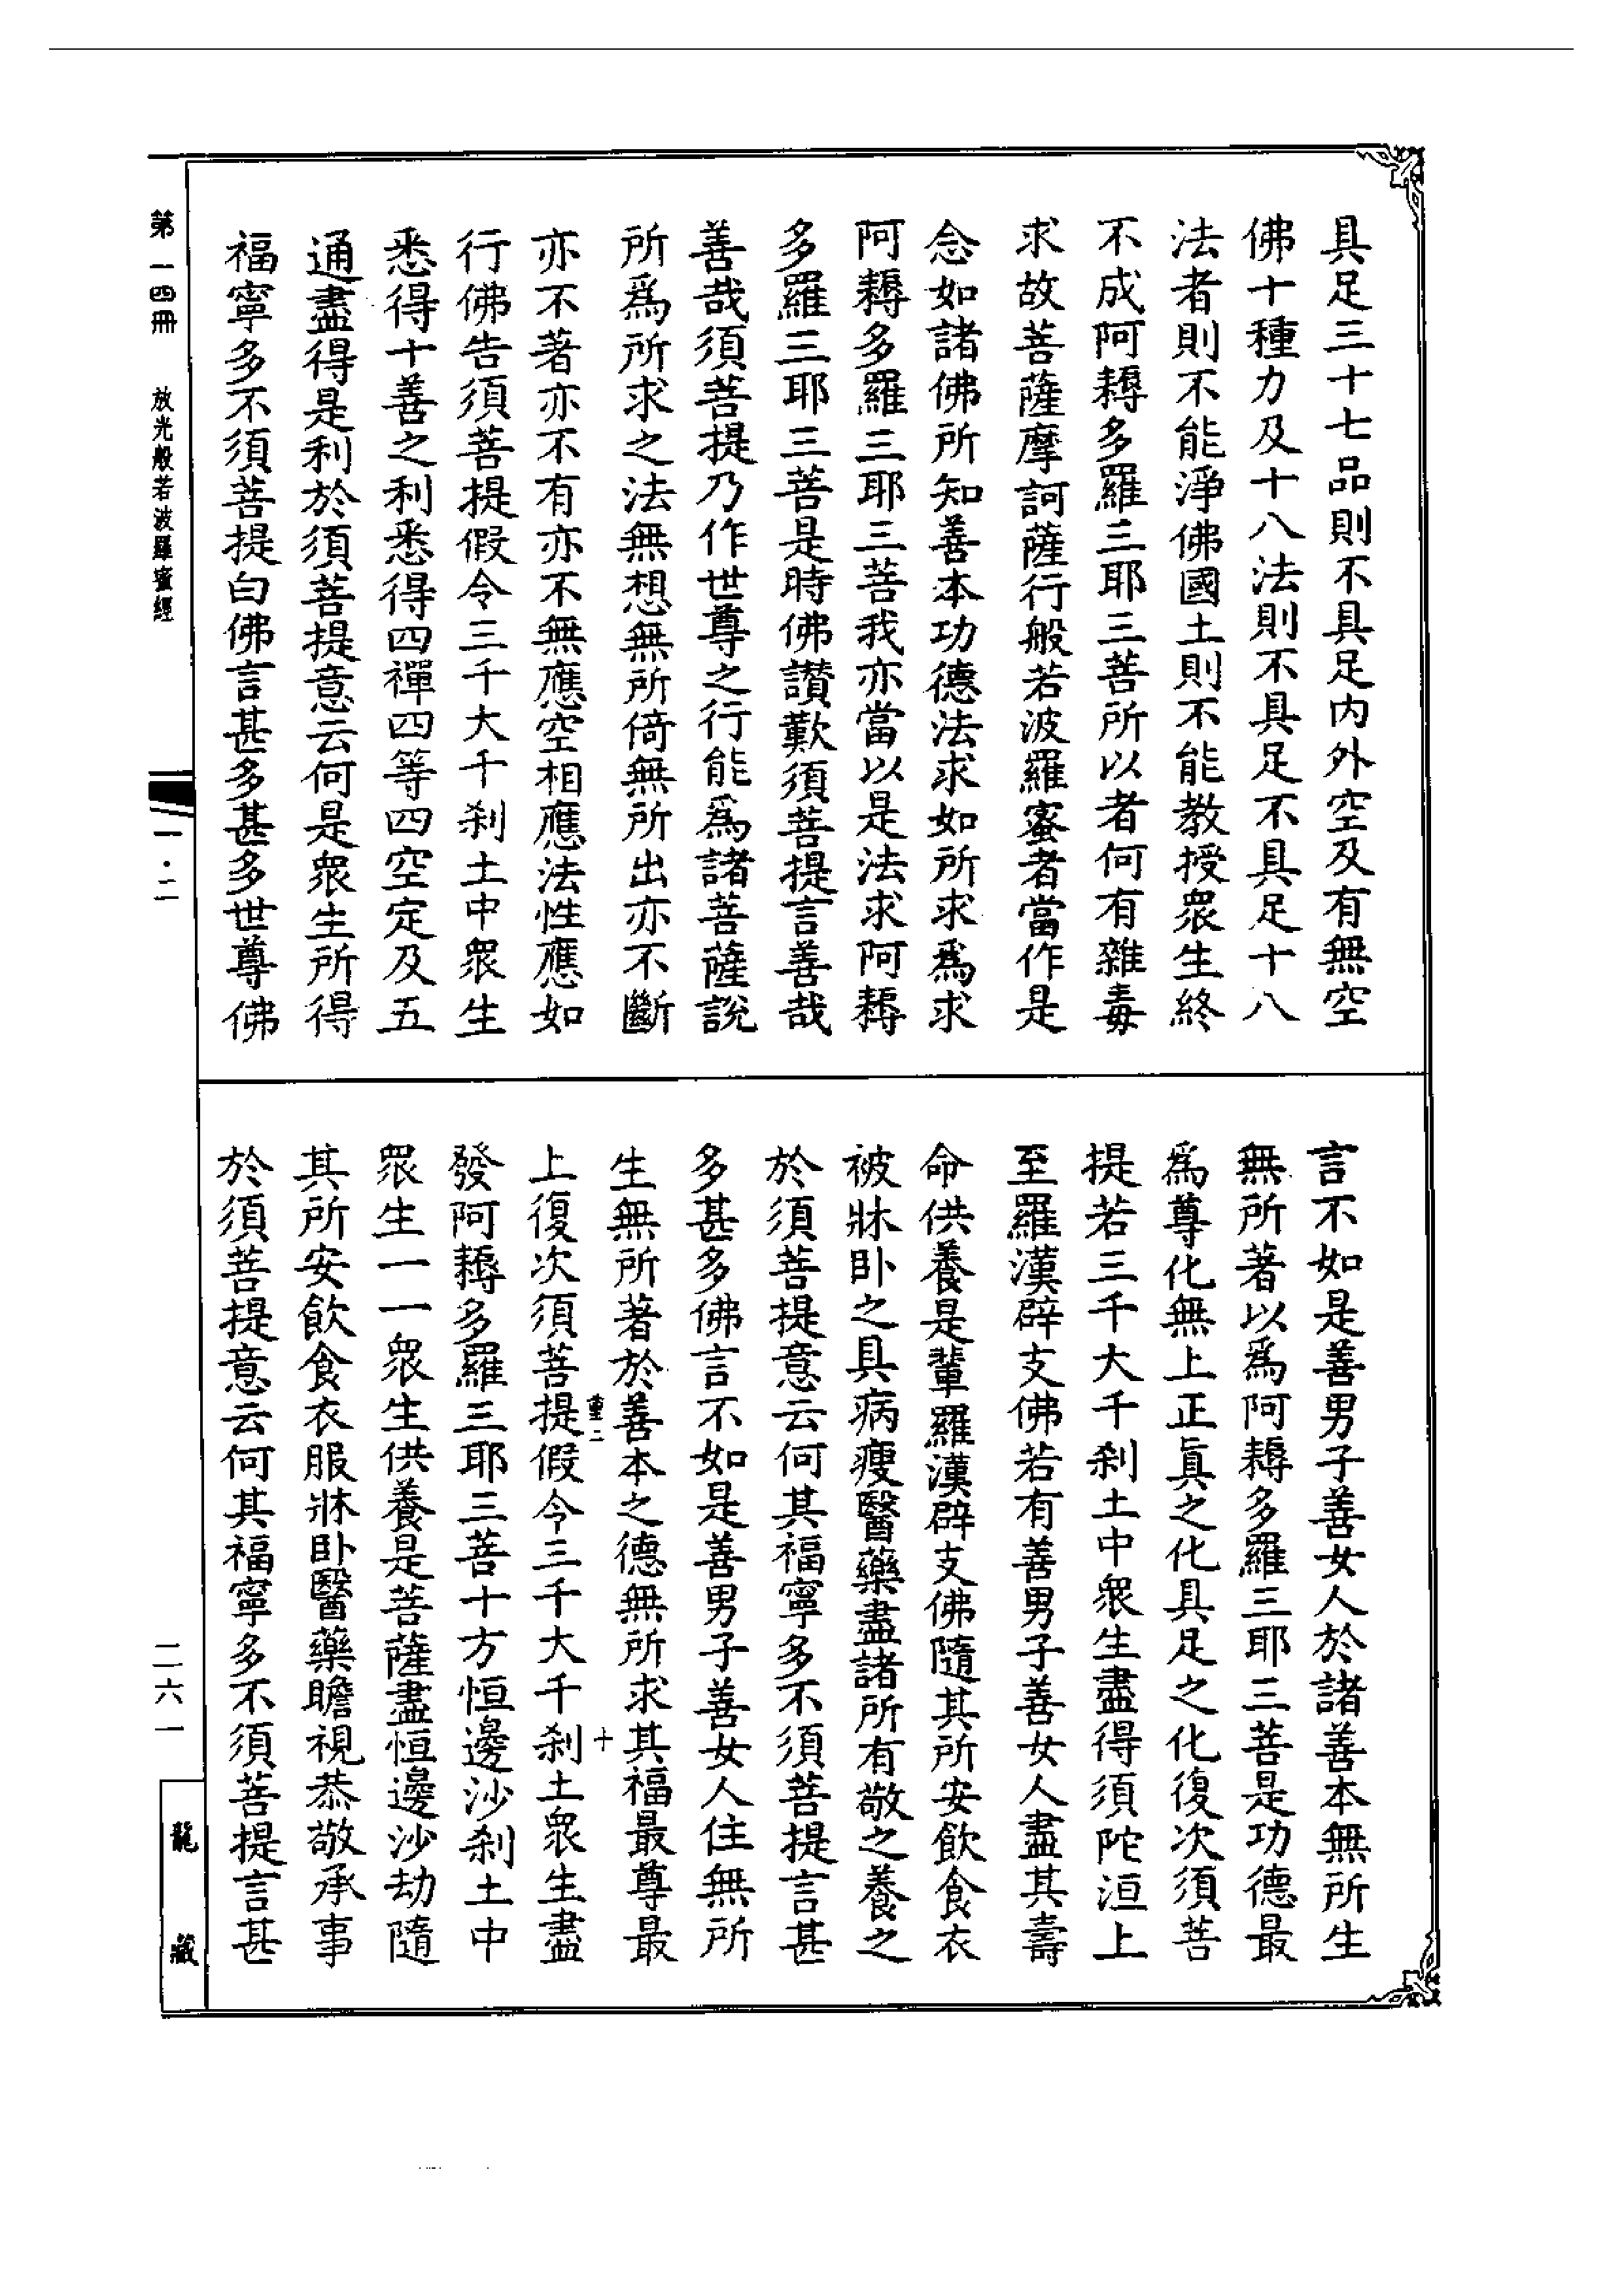 具足三十七品則不具足內外空及有無空
佛十種力及十八法則不具足不具足十八
法者則不能淨佛國土則不能教授衆生終
不成阿耨多羅三耶三菩所以者何有雜毒
求故菩薩摩訶薩行般若波羅蜜者當作是
念如諸佛所知善本功德法求如所求爲求
阿耨多羅三耶三菩我亦當以是法求阿耨
多羅三耶三菩是時佛讚歎須菩提言善哉
善哉須菩提乃作世尊之行能爲諸菩薩說
所爲所求之法無想無所倚無所出亦不斷
亦不著亦不有亦不無應空相應法性應如
行佛告須菩提假令三千大千刹土中衆生
悉得十善之利悉得四禪四等四空定及五
通盡得是利於須菩提意云何是衆生所得
福寧多不須菩提白佛言甚多甚多世尊佛
言不如是善男子善女人於諸善本無所生
無所著以爲阿耨多羅三耶三菩是功德最
爲尊化無上正眞之化具足之化復次須菩
提若三千大千刹土中衆生盡得須陀洹上
至羅漢辟支佛若有善男子善女人盡其壽
命供養是輩羅漢辟支佛隨其所安飲食衣
被牀卧之具病瘦醫藥盡諸所有敬之養之
於須菩提意云何其福寧多不須菩提言甚
多甚多佛言不如是善男子善女人住無所
生無所著於善本之德無所求其福最尊最
重二 十
上復次須菩提假令三千大千刹土衆生盡
發阿耨多羅三耶三菩十方恒邊沙刹土中
衆生一一衆生供養是菩薩盡恒邊沙劫隨
其所安飲食衣服牀卧醫藥瞻視恭敬承事
於須菩提意云何其福寧多不須菩提言甚
第一四冊 放光般若波羅蜜經 一·二 二六一
龍藏